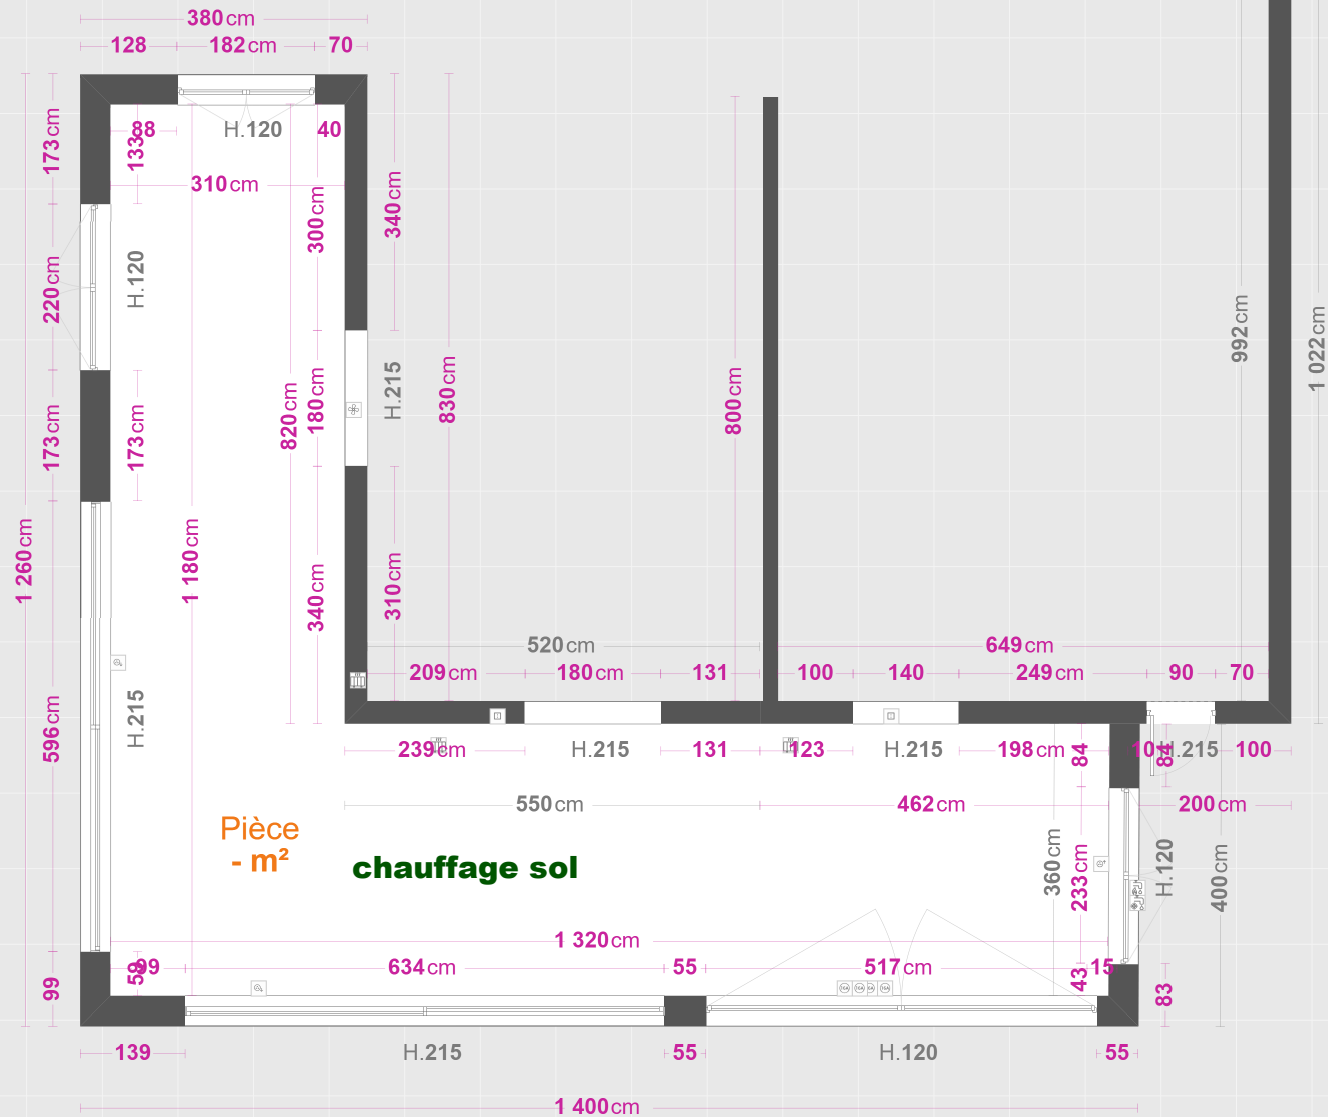 380cm
128 182cm 70
H.120
88 40
133
173cm
310cm
300cm
340cm
220cm
H.120
992cm
1 022cm
H.215
830cm
800cm
820cm
180cm
173cm
173cm
1 260cm
1 180cm
340cm
310cm
520cm
649cm
209cm 180cm 131 100 140 249cm 90 70
596cm
H.215
239cm H.215 131 123 H.215 198cm 84 104 84 H.215 100
550cm 462cm 200cm
Pièce
- m²
chauffage sol
360cm
233cm
H.120
400cm
1 320cm
59 99 634cm 55 517cm 15
43
99
83
139 H.215 55 H.120 55
1 400cm